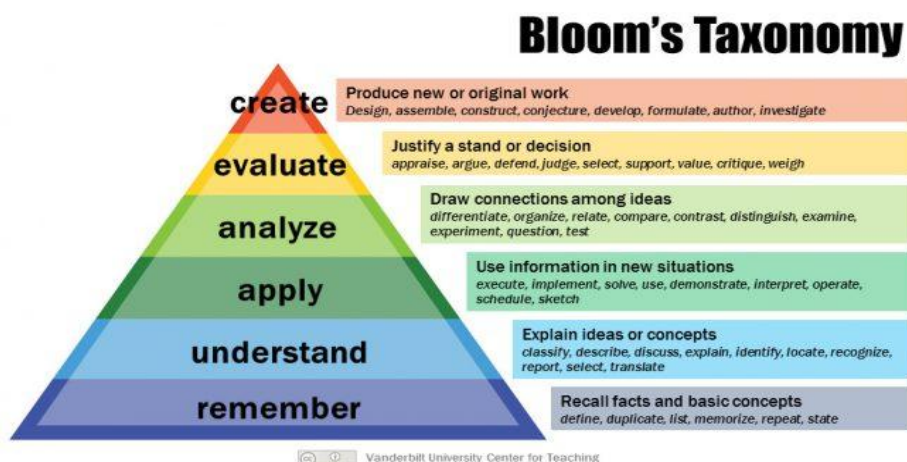 Bloom's Taxonomy
create
Produce new or original work
Design, assemble, construct, conjecture, develop, formulate, author, investigate
evaluate
Justify a stand or decision
appraise, argue, defend, judge, select, support, value, critique, weigh
analyze
Draw connections among ideas
differentiate, organize, relate, compare, contrast, distinguish, examine,
experiment, question, test
apply
Use information in new situations
execute, implement, solve, use, demonstrate, interpret, operate,
schedule, sketch
understand
Explain ideas or concepts
classify, describe, discuss, explain, identify, locate, recognize,
report, select, translate
remember
Recall facts and basic concepts
define, duplicate, list, memorize, repeat, state
cc Vanderbilt University Center for Teaching